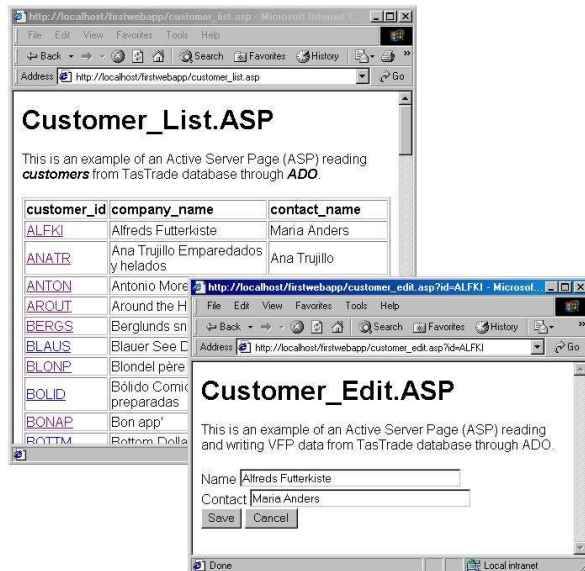 http://localhost/firstwebapp/customer_list.asp - Microsoft Internet E
File Edit View Favorites Tools Help
Back Search Favorites History »
Address http://localhost/firstwebapp/customer_list.asp Go
Customer_List.ASP
This is an example of an Active Server Page (ASP) reading
customers from TasTrade database through ADO.
customer_id company_name contact_name
ALFKI Alfreds Futterkiste Maria Anders
ANATR Ana Trujillo Emparedados
y helados Ana Trujillo
ANTON Antonio More
AROUT Around the H
BERGS Berglunds sn
BLAUS Blauer See D
BLONP Blondel père
BOLID Bólido Comic
preparadas
BONAP Bon app'
BOTTM Bottom Dolla
http://localhost/firstwebapp/customer_edit.asp?id=ALFKI - Microsof...
File Edit View Favorites Tools Help
Back Search Favorites History »
Address http://localhost/firstwebapp/customer_edit.asp?id=ALFKI Go
Customer_Edit.ASP
This is an example of an Active Server Page (ASP) reading
and writing VFP data from TasTrade database through ADO.
Name Alfreds Futterkiste
Contact Maria Anders
Save Cancel
Done Local intranet